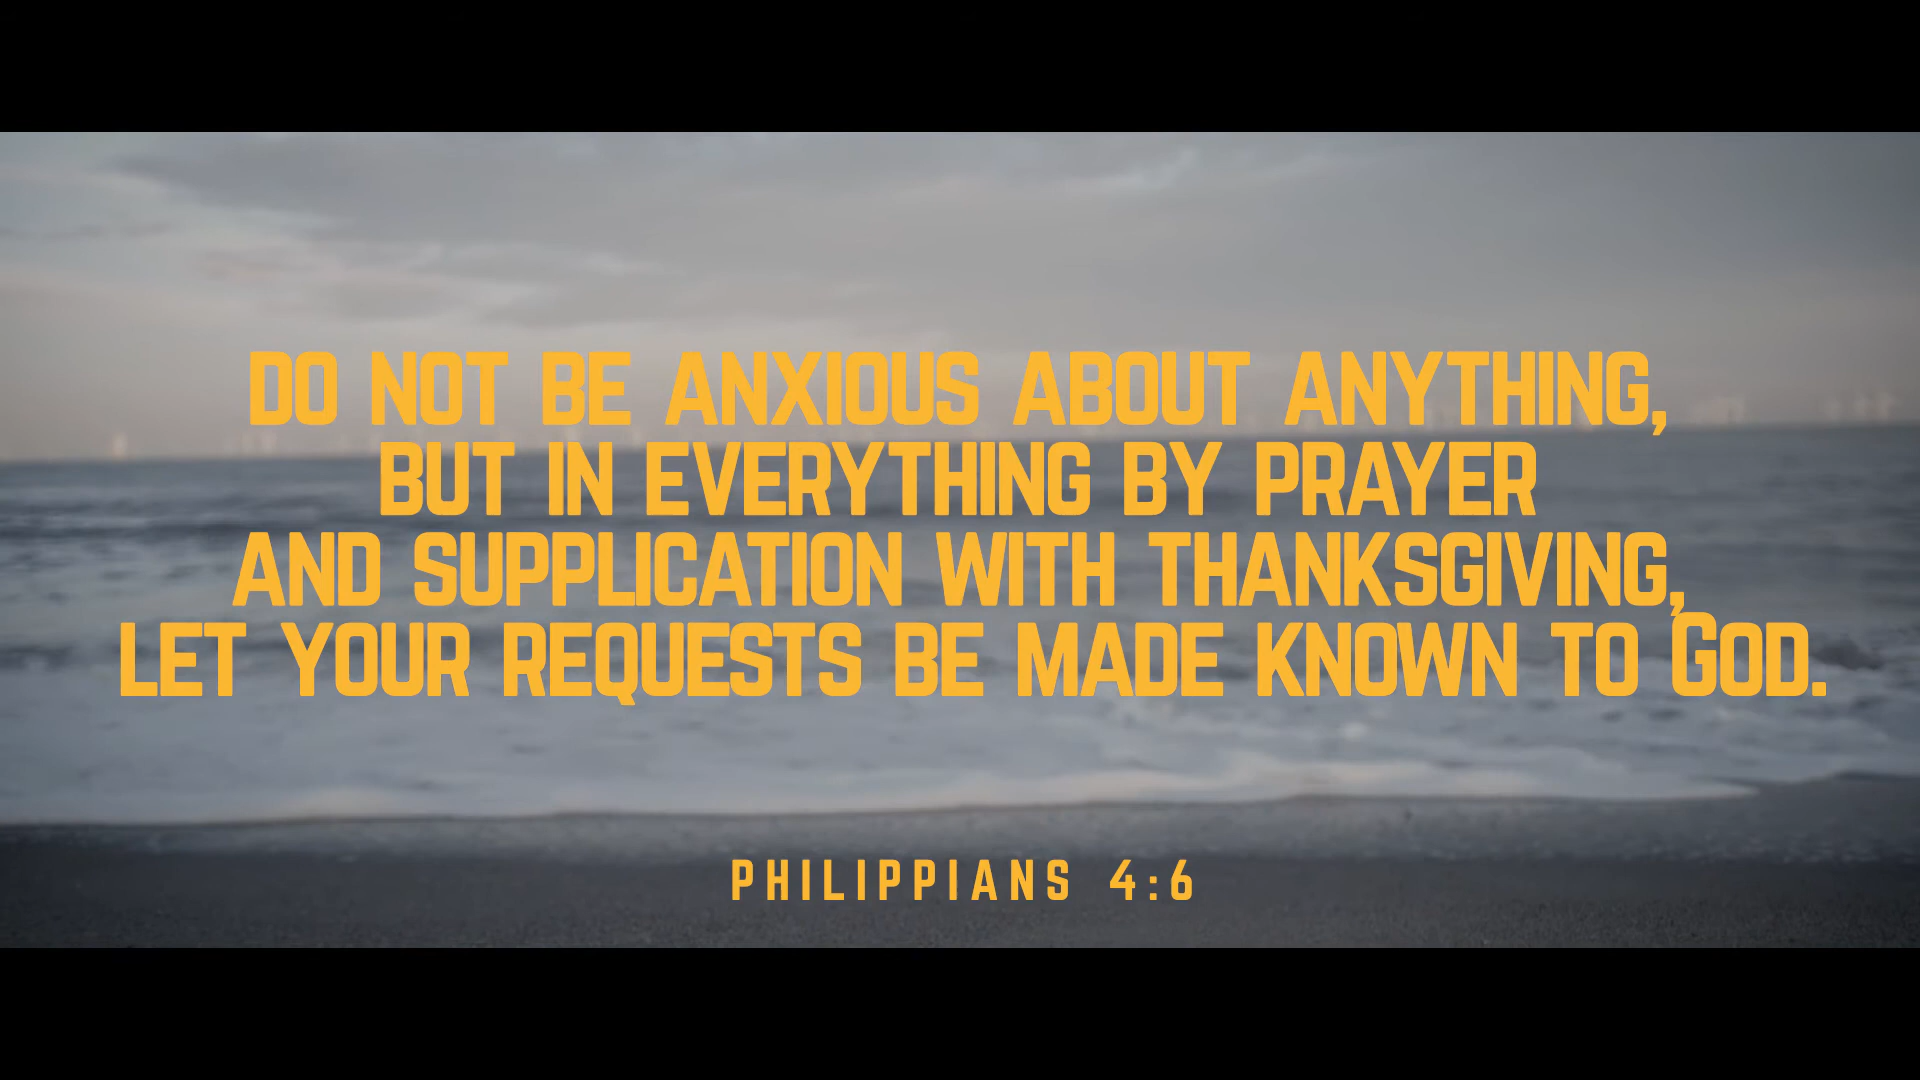 DO NOT BE ANXIOUS ABOUT ANYTHING,
BUT IN EVERYTHING BY PRAYER
AND SUPPLICATION WITH THANKSGIVING,
LET YOUR REQUESTS BE MADE KNOWN TO GOD.
PHILIPPIANS 4:6